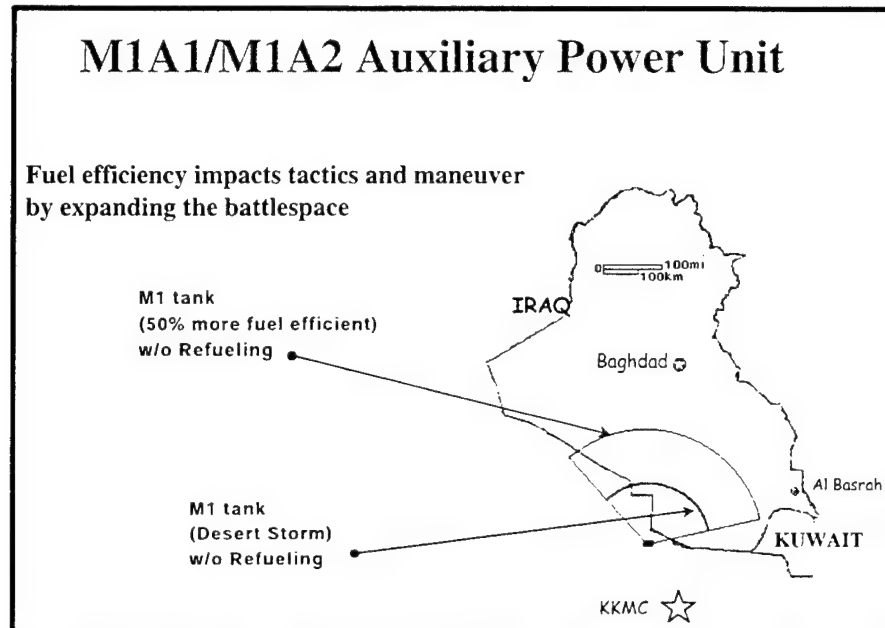 M1A1/M1A2 Auxiliary Power Unit
Fuel efficiency impacts tactics and maneuver
by expanding the battlespace
0 100mi
100km
M1 tank
(50% more fuel efficient)
w/o Refueling
IRAQ
Baghdad
Al Basrah
M1 tank
(Desert Storm)
w/o Refueling
KUWAIT
KKMC